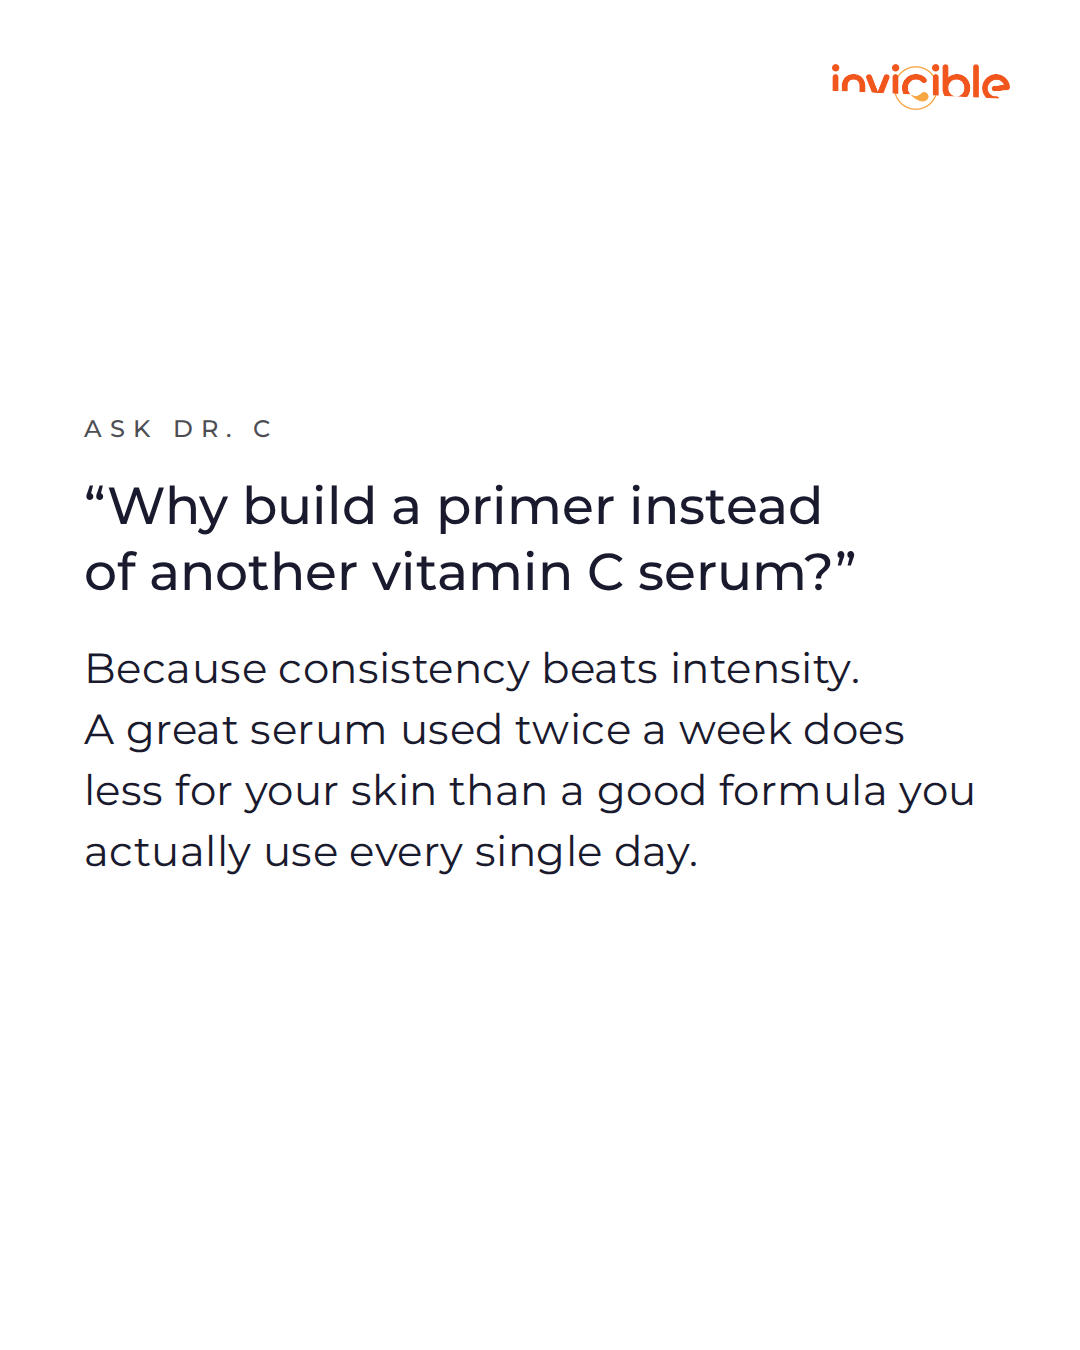 invicible
ASK DR. C
“Why build a primer instead
of another vitamin C serum?”
Because consistency beats intensity.
A great serum used twice a week does
less for your skin than a good formula you
actually use every single day.